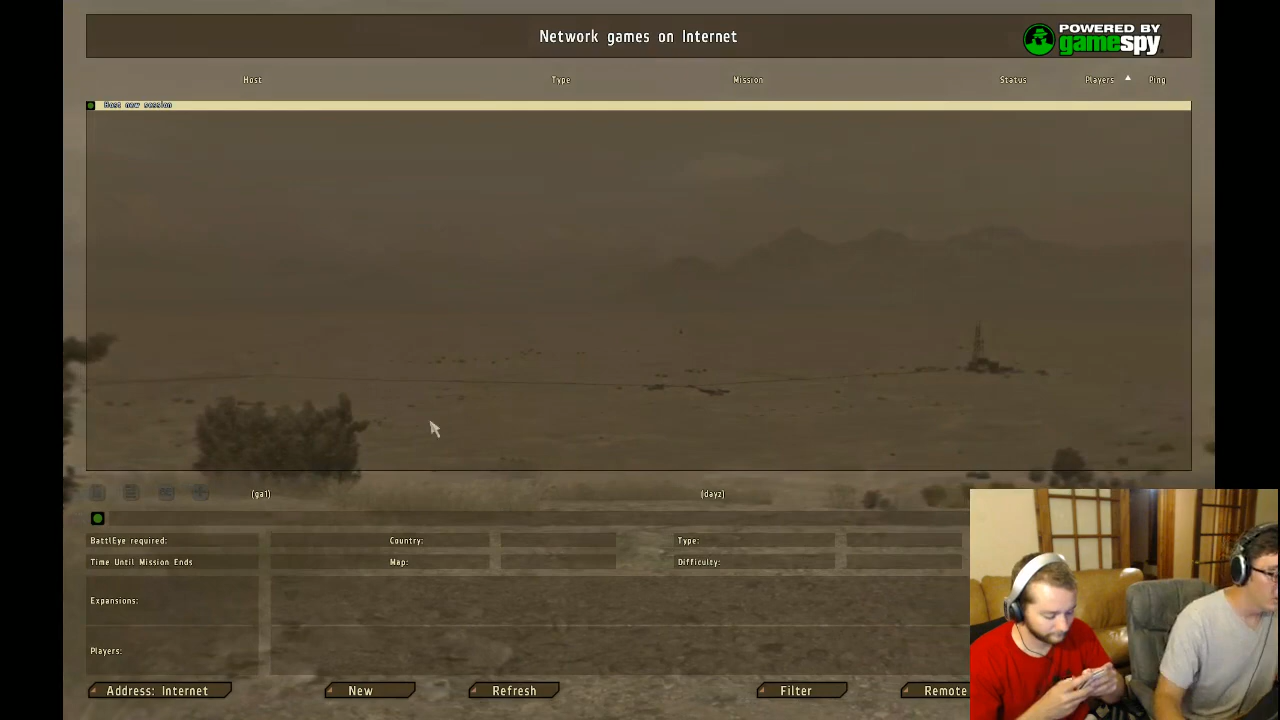 Network games on Internet
POWERED BY
gamespy
Host Type Mission Status Players Ping
Host new session
(ga1) (dayz)
BattlEye required: Country: Type:
Time Until Mission Ends Map: Difficulty:
Expansions:
Players:
Address: Internet New Refresh Filter Remote